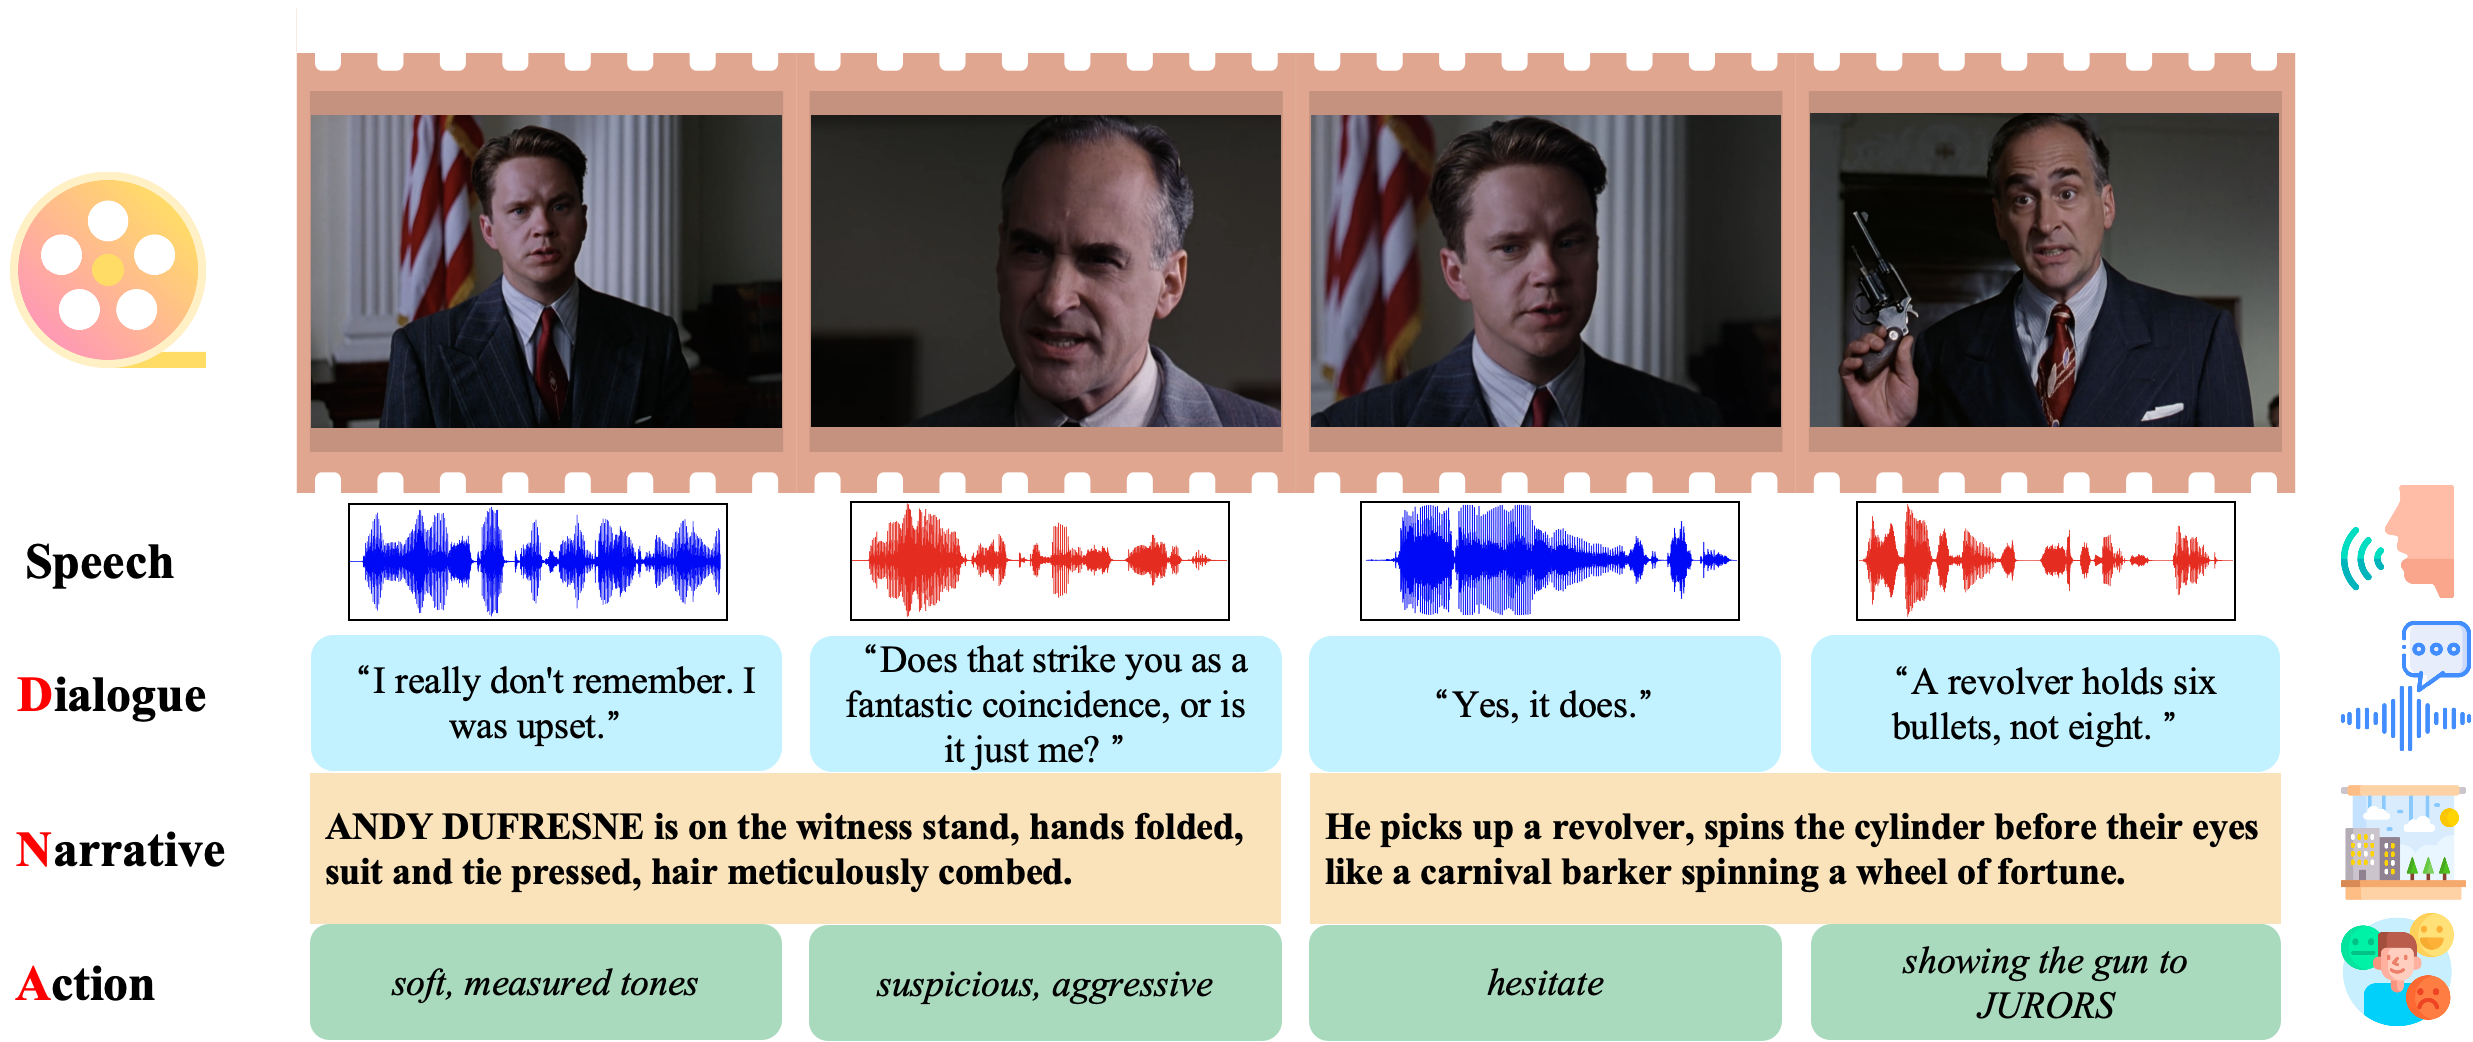 Speech
Dialogue
“I really don't remember. I
was upset.”
“Does that strike you as a
fantastic coincidence, or is
it just me? ”
“Yes, it does.”
“A revolver holds six
bullets, not eight. ”
Narrative
ANDY DUFRESNE is on the witness stand, hands folded,
suit and tie pressed, hair meticulously combed.
He picks up a revolver, spins the cylinder before their eyes
like a carnival barker spinning a wheel of fortune.
Action
soft, measured tones
suspicious, aggressive
hesitate
showing the gun to
JURORS